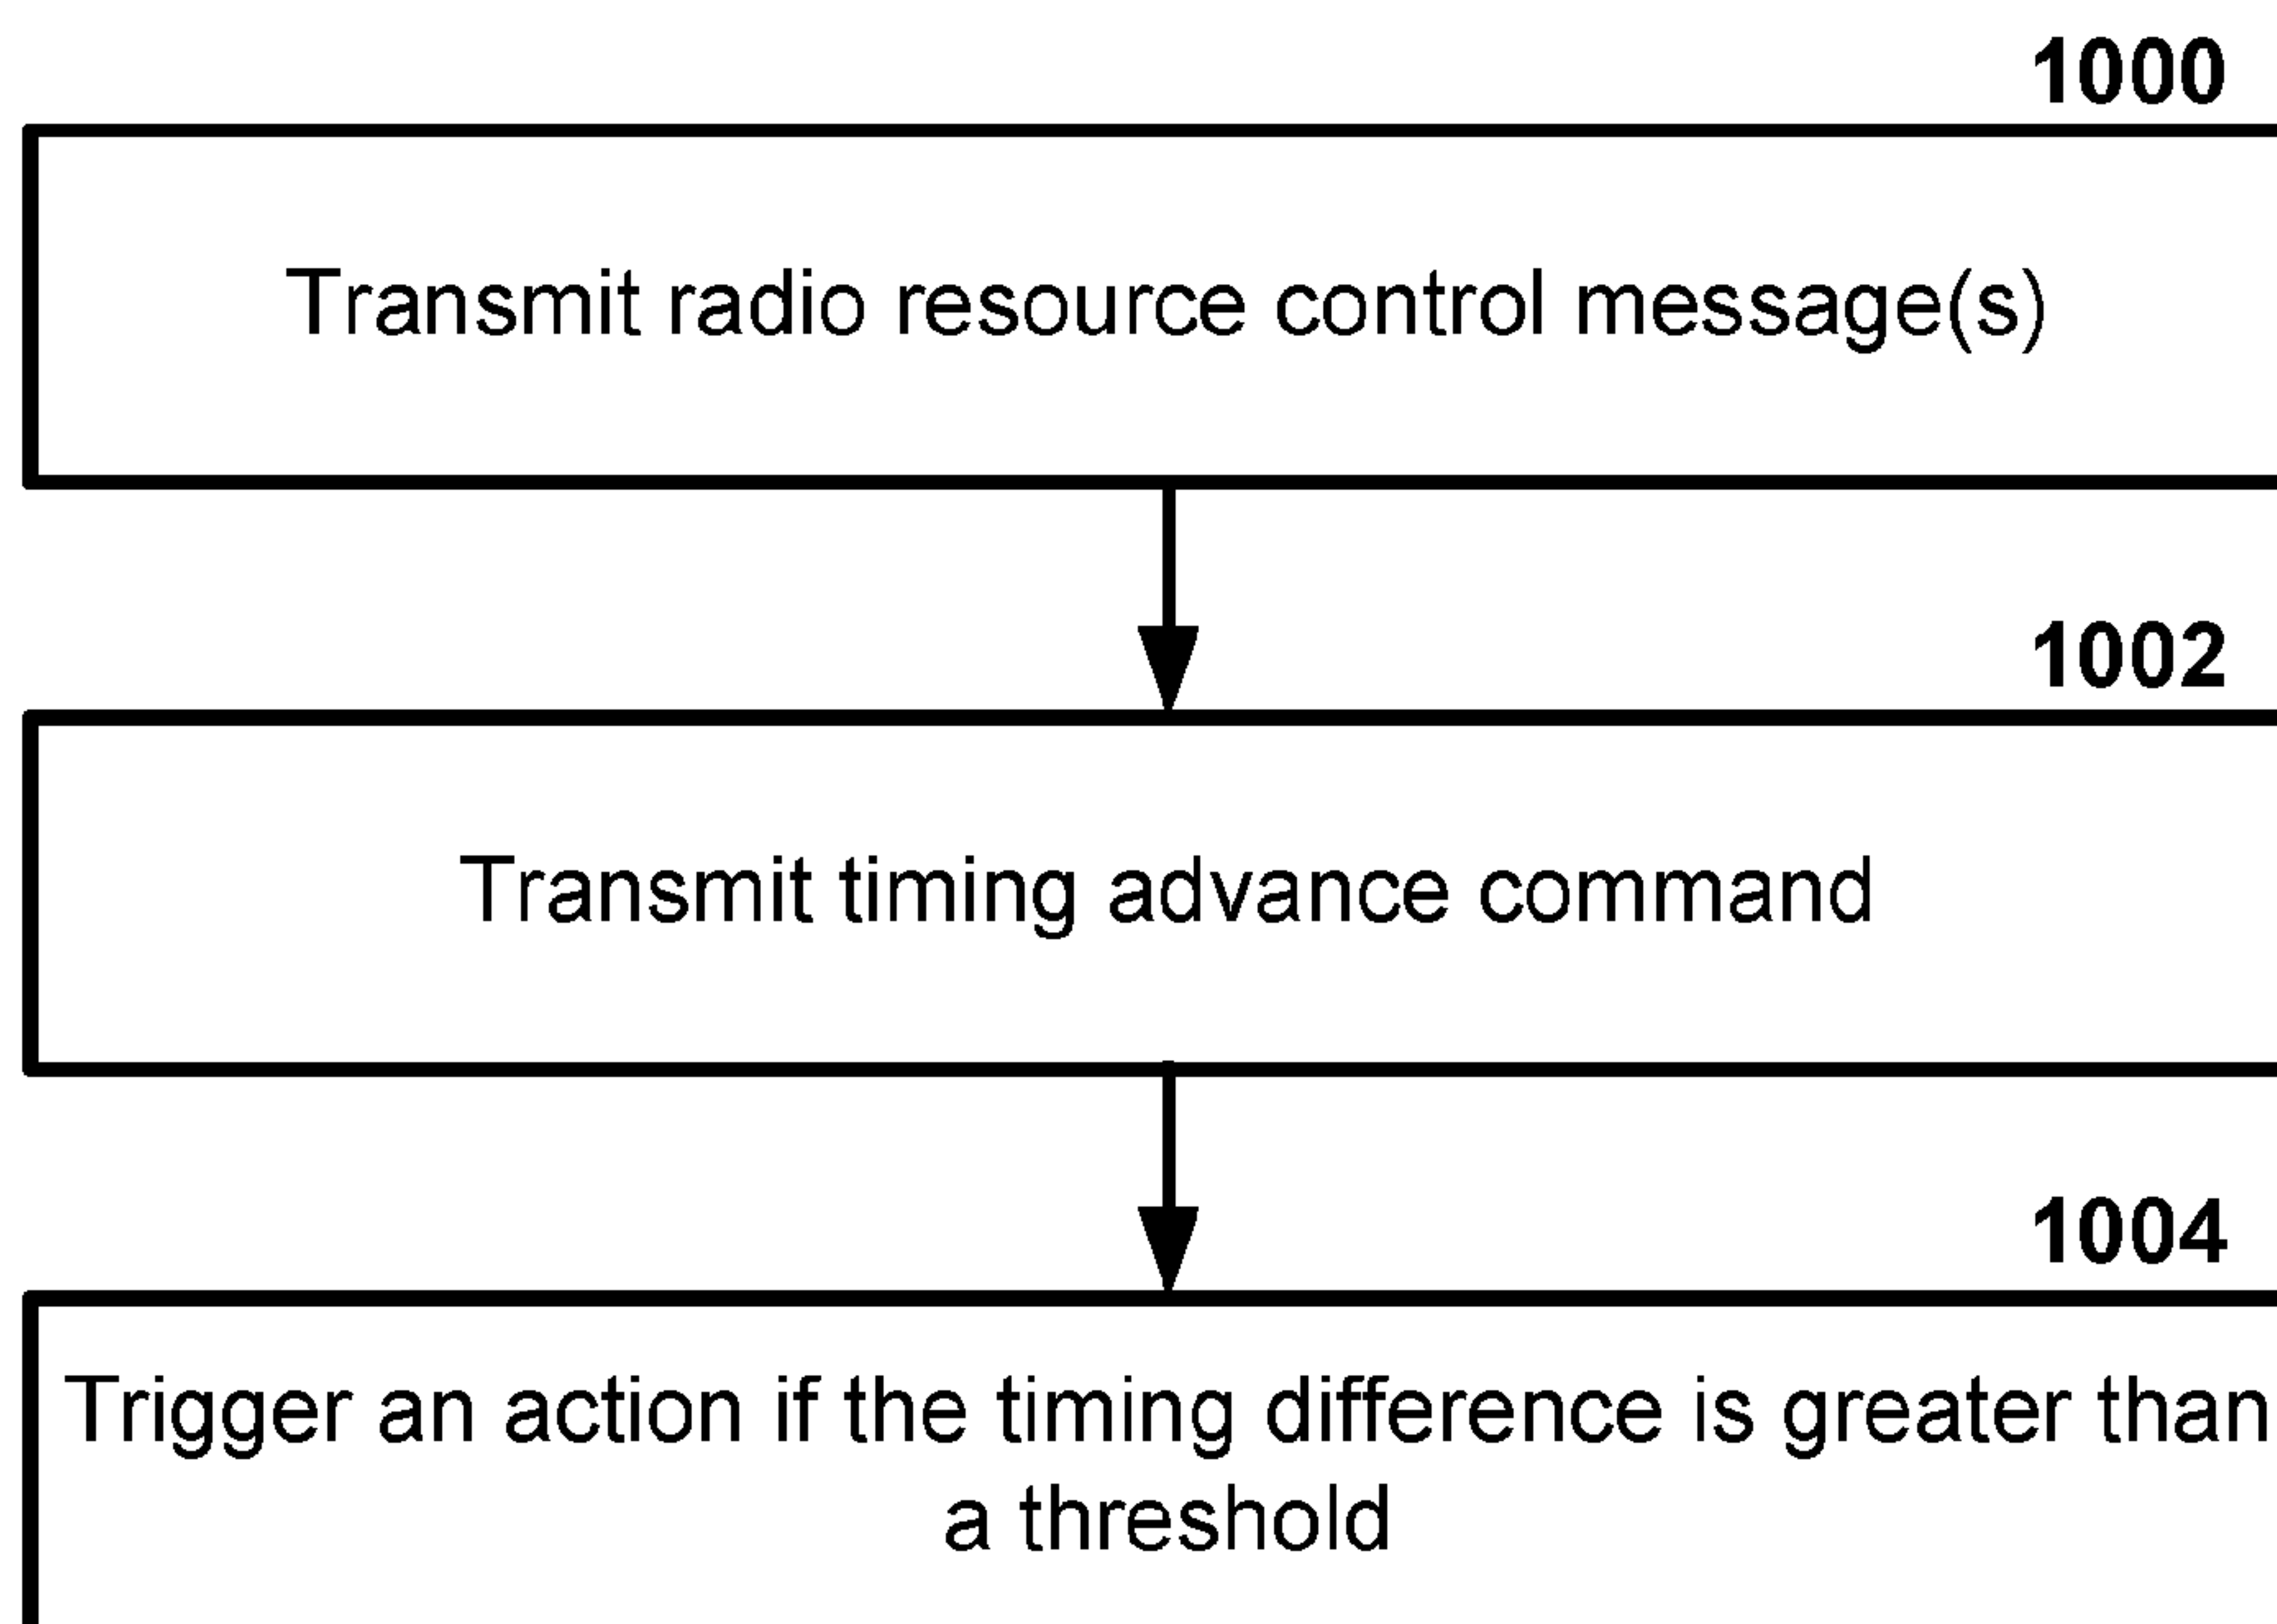 1000
Transmit radio resource control message(s)
1002
Transmit timing advance command
1004
Trigger an action if the timing difference is greater than
a threshold